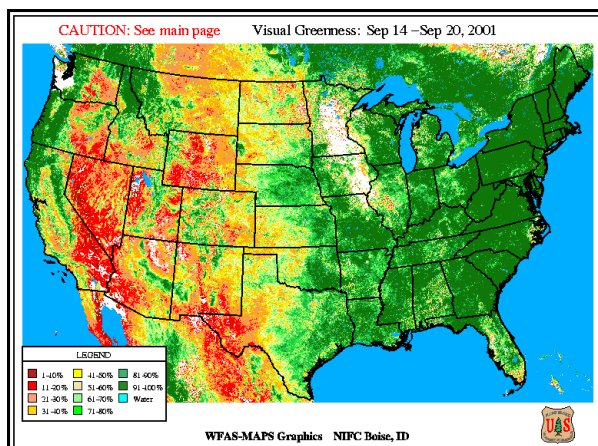 CAUTION: See main page Visual Greenness: Sep 14 –Sep 20, 2001
LEGEND
1-10% 41-50% 81-90%
11-20% 51-60% 91-100%
21-30% 61-70% Water
31-40% 71-80%
WFAS-MAPS Graphics NIFC Boise, ID
U S